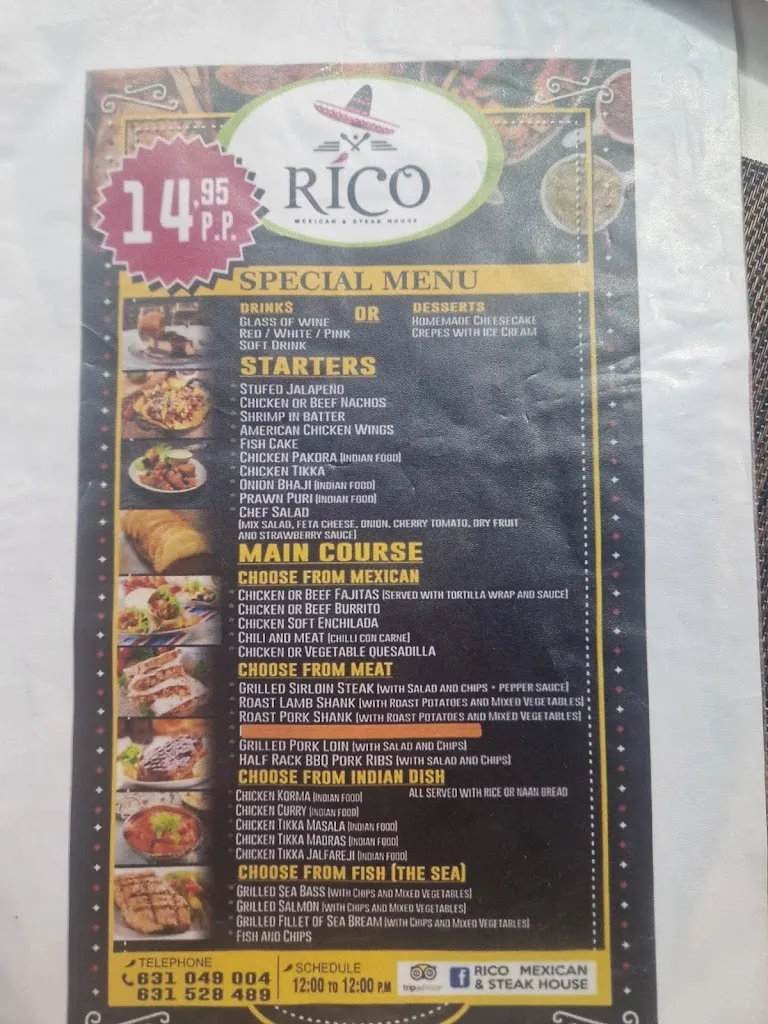 14,95
P.P.
RÍCO
MEXICAN & STEAK HOUSE
SPECIAL MENU
DRINKS
GLASS OF WINE
RED / WHITE / PINK
SOFT DRINK
OR
DESSERTS
HOMEMADE CHEESECAKE
CREPES WITH ICE CREAM
STARTERS
STUFED JALAPENO
CHICKEN OR BEEF NACHOS
SHRIMP IN BATTER
AMERICAN CHICKEN WINGS
FISH CAKE
CHICKEN PAKORA (INDIAN FOOD)
CHICKEN TIKKA
ONION BHAJI (INDIAN FOOD)
PRAWN PURI (INDIAN FOOD)
CHEF SALAD
(MIX SALAD, FETA CHEESE, ONION, CHERRY TOMATO, DRY FRUIT
AND STRAWBERRY SAUCE)
MAIN COURSE
CHOOSE FROM MEXICAN
CHICKEN OR BEEF FAJITAS (SERVED WITH TORTILLA WRAP AND SAUCE)
CHICKEN OR BEEF BURRITO
CHICKEN SOFT ENCHILADA
CHILI AND MEAT (CHILLI CON CARNE)
CHICKEN OR VEGETABLE QUESADILLA
CHOOSE FROM MEAT
GRILLED SIRLOIN STEAK (WITH SALAD AND CHIPS + PEPPER SAUCE)
ROAST LAMB SHANK (WITH ROAST POTATOES AND MIXED VEGETABLES)
ROAST PORK SHANK (WITH ROAST POTATOES AND MIXED VEGETABLES)
GRILLED PORK LOIN (WITH SALAD AND CHIPS)
HALF RACK BBQ PORK RIBS (WITH SALAD AND CHIPS)
CHOOSE FROM INDIAN DISH
ALL SERVED WITH RICE OR NAAN BREAD
CHICKEN KORMA (INDIAN FOOD)
CHICKEN CURRY (INDIAN FOOD)
CHICKEN TIKKA MASALA (INDIAN FOOD)
CHICKEN TIKKA MADRAS (INDIAN FOOD)
CHICKEN TIKKA JALFAREJI (INDIAN FOOD)
CHOOSE FROM FISH (THE SEA)
GRILLED SEA BASS (WITH CHIPS AND MIXED VEGETABLES)
GRILLED SALMON (WITH CHIPS AND MIXED VEGETABLES)
GRILLED FILLET OF SEA BREAM (WITH CHIPS AND MIXED VEGETABLES)
FISH AND CHIPS
TELEPHONE
631 049 004
631 528 489
SCHEDULE
12:00 TO 12:00 P.M
tripadvisor
f
RICO MEXICAN
& STEAK HOUSE